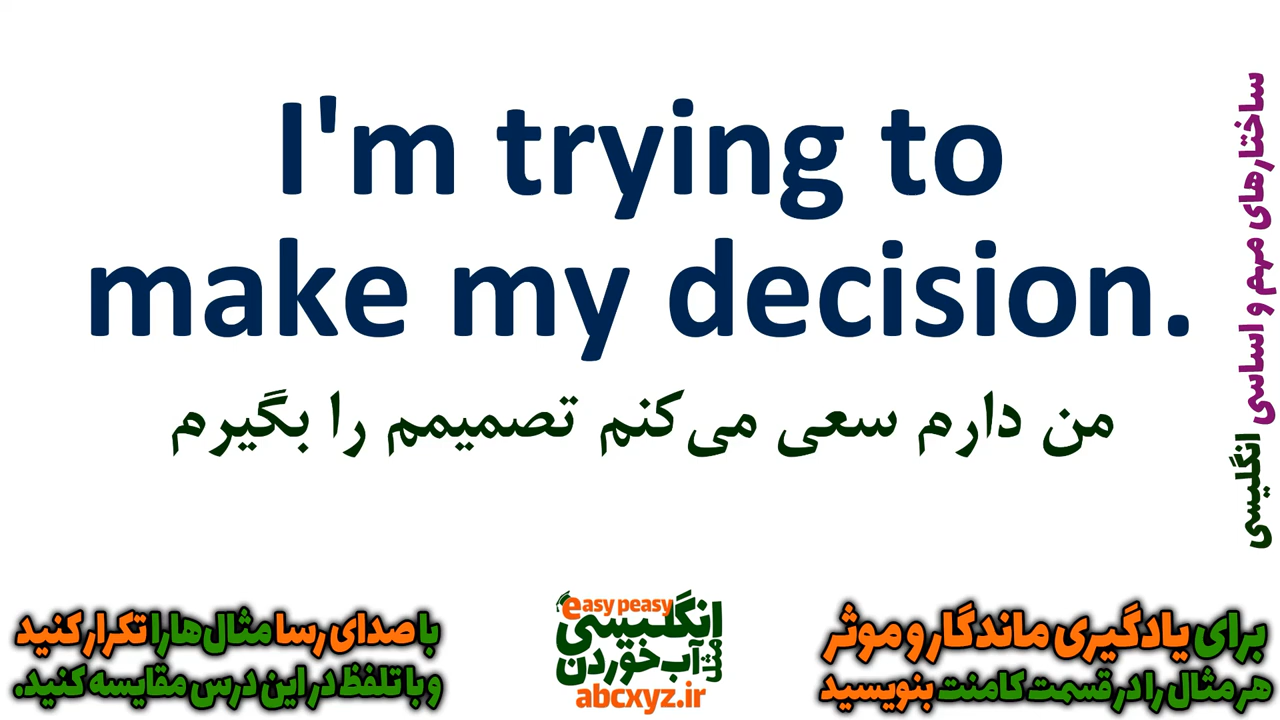 I'm trying to
make my decision.
من دارم سعی می‌کنم تصمیمم را بگیرم
ساختارهای مهم و اساسی انگلیسی
برای یادگیری ماندگار و موثر
هر مثال را در قسمت کامنت بنویسید
easy peasy
انگلیسی
مثل آب خوردن
abcxyz.ir
با صدای رسا مثال‌ها را تکرار کنید
و با تلفظ در این درس مقایسه کنید.